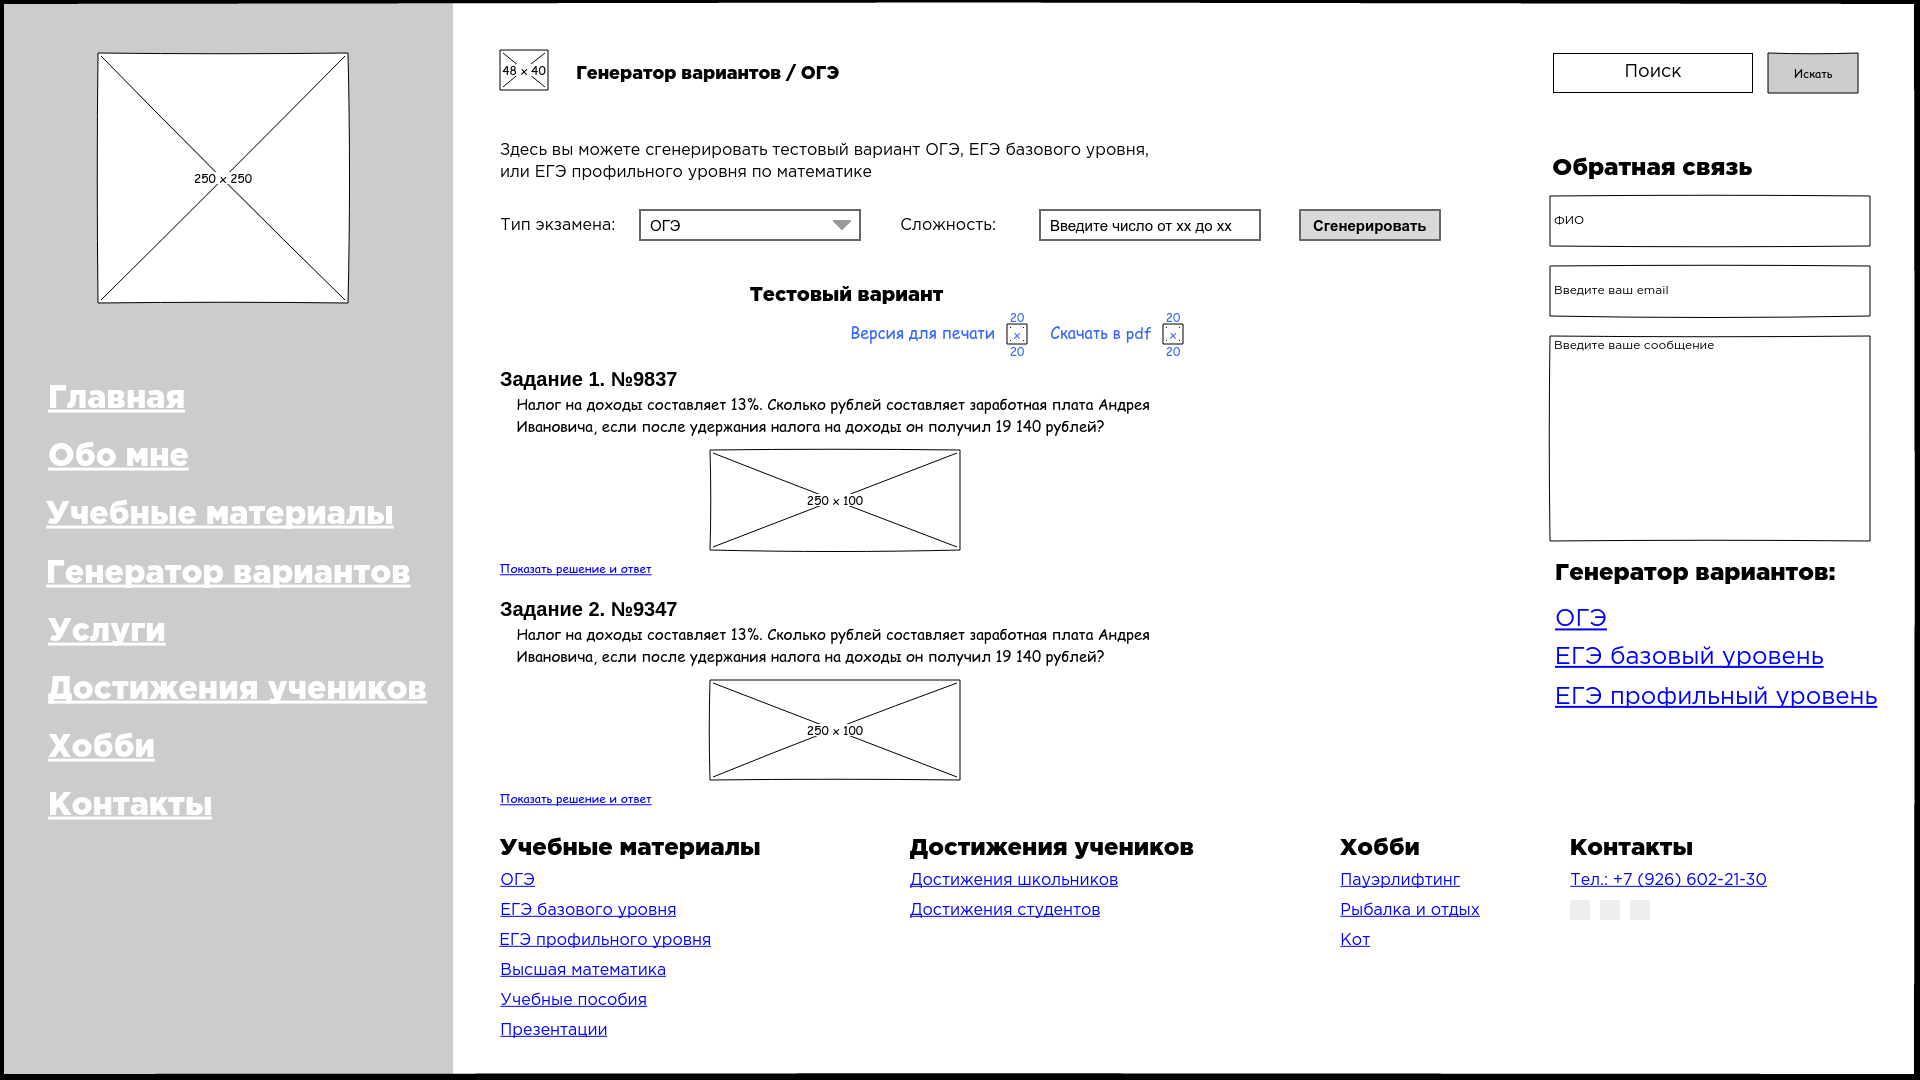 250 x 250
Главная
Обо мне
Учебные материалы
Генератор вариантов
Услуги
Достижения учеников
Хобби
Контакты
48 x 40
Генератор вариантов / ОГЭ
Поиск
Искать
Здесь вы можете сгенерировать тестовый вариант ОГЭ, ЕГЭ базового уровня,
или ЕГЭ профильного уровня по математике
Тип экзамена:
ОГЭ
Сложность:
Введите число от xx до xx
Сгенерировать
Тестовый вариант
Версия для печати
20
x
20
Скачать в pdf
20
x
20
Задание 1. №9837
Налог на доходы составляет 13%. Сколько рублей составляет заработная плата Андрея
Ивановича, если после удержания налога на доходы он получил 19 140 рублей?
250 x 100
Показать решение и ответ
Задание 2. №9347
Налог на доходы составляет 13%. Сколько рублей составляет заработная плата Андрея
Ивановича, если после удержания налога на доходы он получил 19 140 рублей?
250 x 100
Показать решение и ответ
Обратная связь
ФИО
Введите ваш email
Введите ваше сообщение
Генератор вариантов:
ОГЭ
ЕГЭ базовый уровень
ЕГЭ профильный уровень
Учебные материалы
ОГЭ
ЕГЭ базового уровня
ЕГЭ профильного уровня
Высшая математика
Учебные пособия
Презентации
Достижения учеников
Достижения школьников
Достижения студентов
Хобби
Пауэрлифтинг
Рыбалка и отдых
Кот
Контакты
Тел.: +7 (926) 602-21-30